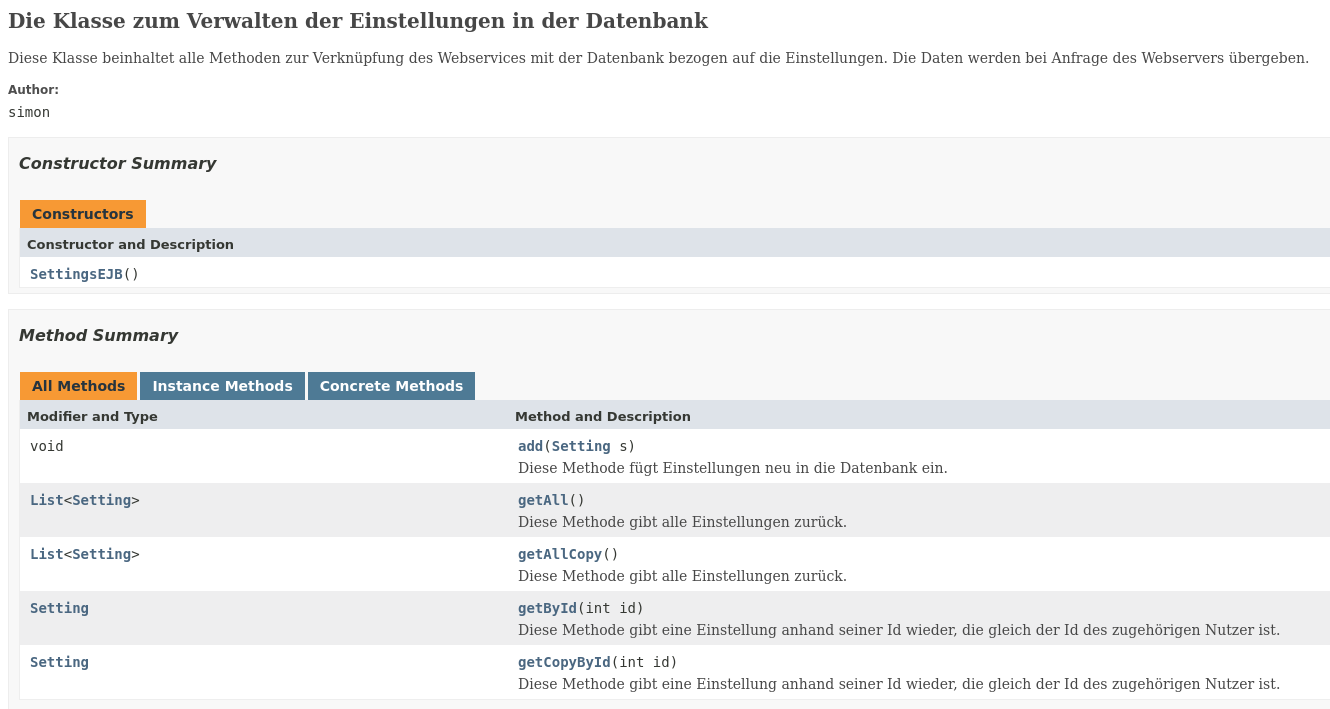 Die Klasse zum Verwalten der Einstellungen in der Datenbank
Diese Klasse beinhaltet alle Methoden zur Verknüpfung des Webservices mit der Datenbank bezogen auf die Einstellungen. Die Daten werden bei Anfrage des Webservers übergeben.
Author:
simon
Constructor Summary
Constructors
Constructor and Description
SettingsEJB()
Method Summary
All Methods Instance Methods Concrete Methods
Modifier and Type Method and Description
void add(Setting s)
Diese Methode fügt Einstellungen neu in die Datenbank ein.
List<Setting> getAll()
Diese Methode gibt alle Einstellungen zurück.
List<Setting> getAllCopy()
Diese Methode gibt alle Einstellungen zurück.
Setting getById(int id)
Diese Methode gibt eine Einstellung anhand seiner Id wieder, die gleich der Id des zugehörigen Nutzer ist.
Setting getCopyById(int id)
Diese Methode gibt eine Einstellung anhand seiner Id wieder, die gleich der Id des zugehörigen Nutzer ist.